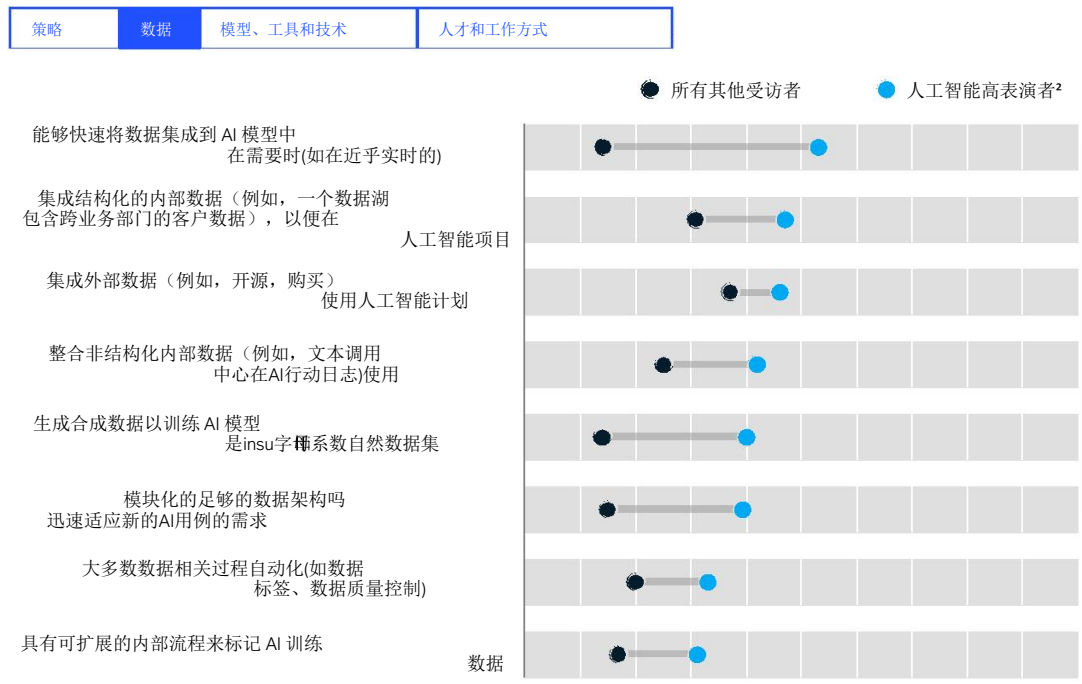 策略
数据
模型、工具和技术
人才和工作方式
所有其他受访者
人工智能高表演者²
能够快速将数据集成到 AI 模型中
在需要时(如在近乎实时的)
集成结构化的内部数据（例如，一个数据湖
包含跨业务部门的客户数据），以便在
人工智能项目
集成外部数据（例如，开源，购买）
使用人工智能计划
整合非结构化内部数据（例如，文本调用
中心在AI行动日志)使用
生成合成数据以训练 AI 模型
是insu字母系数自然数据集
模块化的足够的数据架构吗
迅速适应新的AI用例的需求
大多数数据相关过程自动化(如数据
标签、数据质量控制)
具有可扩展的内部流程来标记 AI 训练
数据